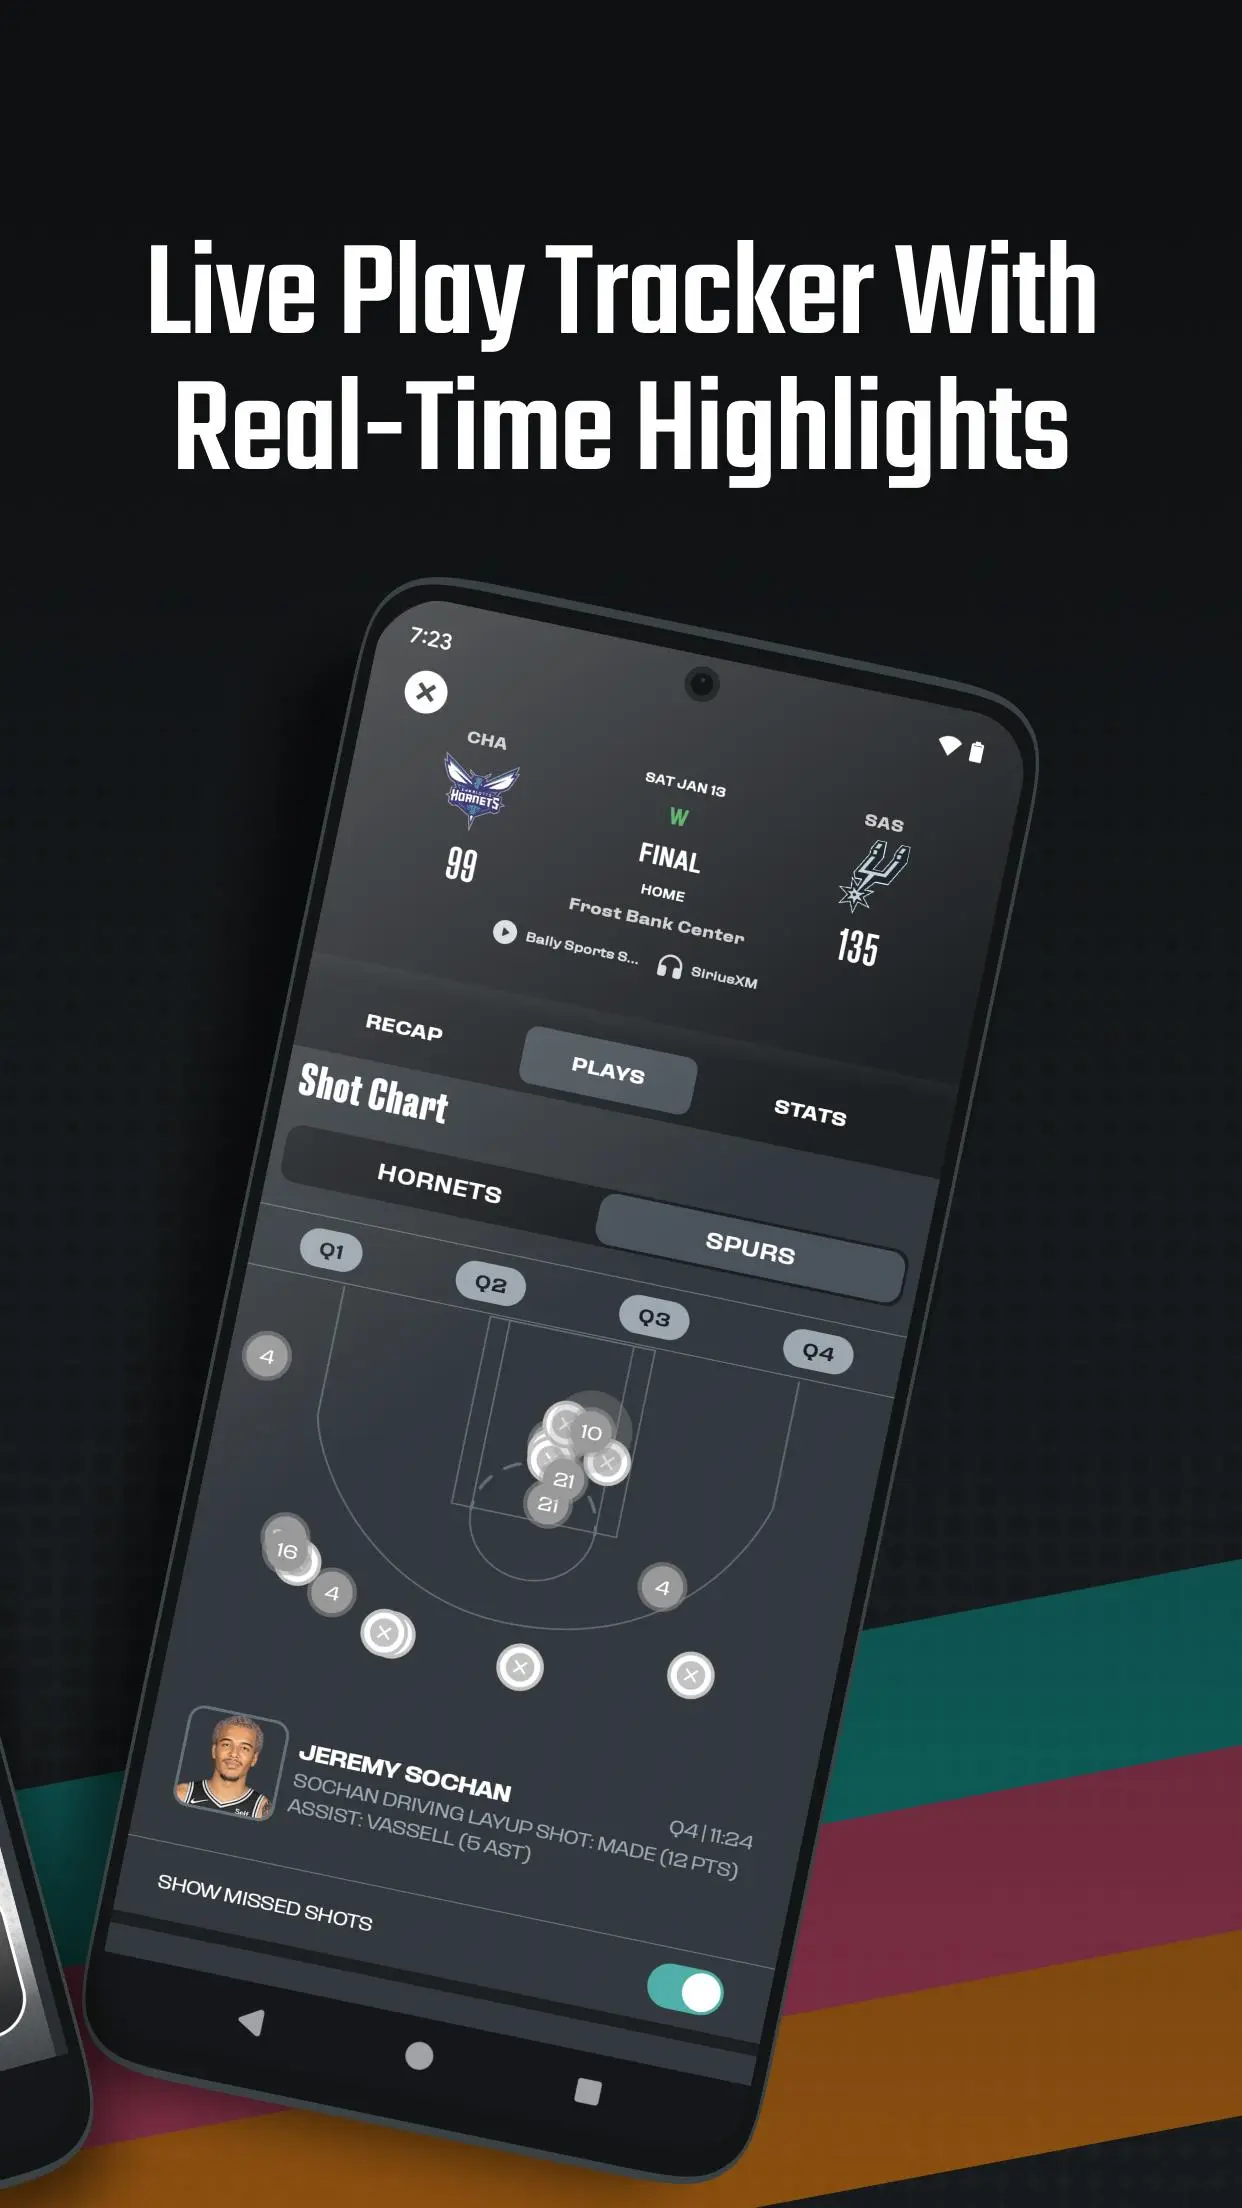 Live Play Tracker With
Real-Time Highlights
7:23
CHA
HORNETS
99
SAT JAN 13
W
FINAL
HOME
Frost Bank Center
Bally Sports S...
SiriusXM
SAS
135
RECAP
PLAYS
STATS
Shot Chart
HORNETS
SPURS
Q1
Q2
Q3
Q4
4
10
21
21
16
4
4
JEREMY SOCHAN
SOCHAN DRIVING LAYUP SHOT: MADE (12 PTS)
ASSIST: VASSELL (5 AST)
Q4 | 11:24
SHOW MISSED SHOTS